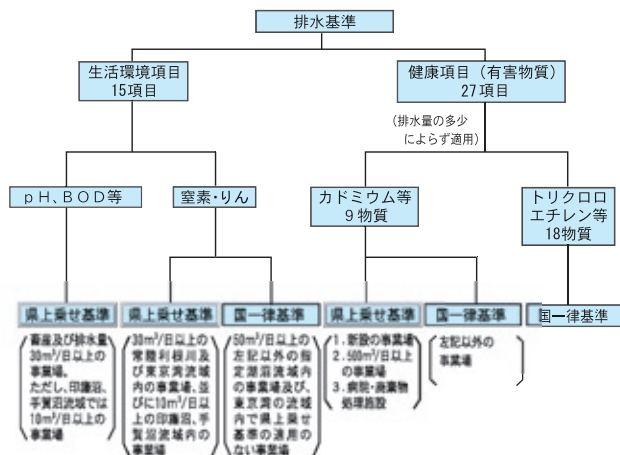 排水基準
生活環境項目
15項目
健康項目（有害物質）
27項目
(排水量の多少
によらず適用)
pH、BOD等
窒素・りん
カドミウム等
9物質
トリクロロ
エチレン等
18物質
県上乗せ基準
県上乗せ基準
国一律基準
県上乗せ基準
国一律基準
国一律基準
畜産及び排水量
30m³/日以上の
事業場。
ただし、印旛沼、
手賀沼流域では
10m³/日以上の
事業場
30m³/日以上の
常陸利根川及
び東京湾流域
内の事業場、並
びに10m³/日以
上の印旛沼、手
賀沼流域内の
事業場
50m³/日以上の
左記以外の指
定湖沼流域内
の事業場及び、
東京湾の流域
内で県上乗せ
基準の適用の
ない事業場
1．新設の事業場
2．500m³/日以上
の事業場
3．病院・廃棄物
処理施設
左記以外の
事業場